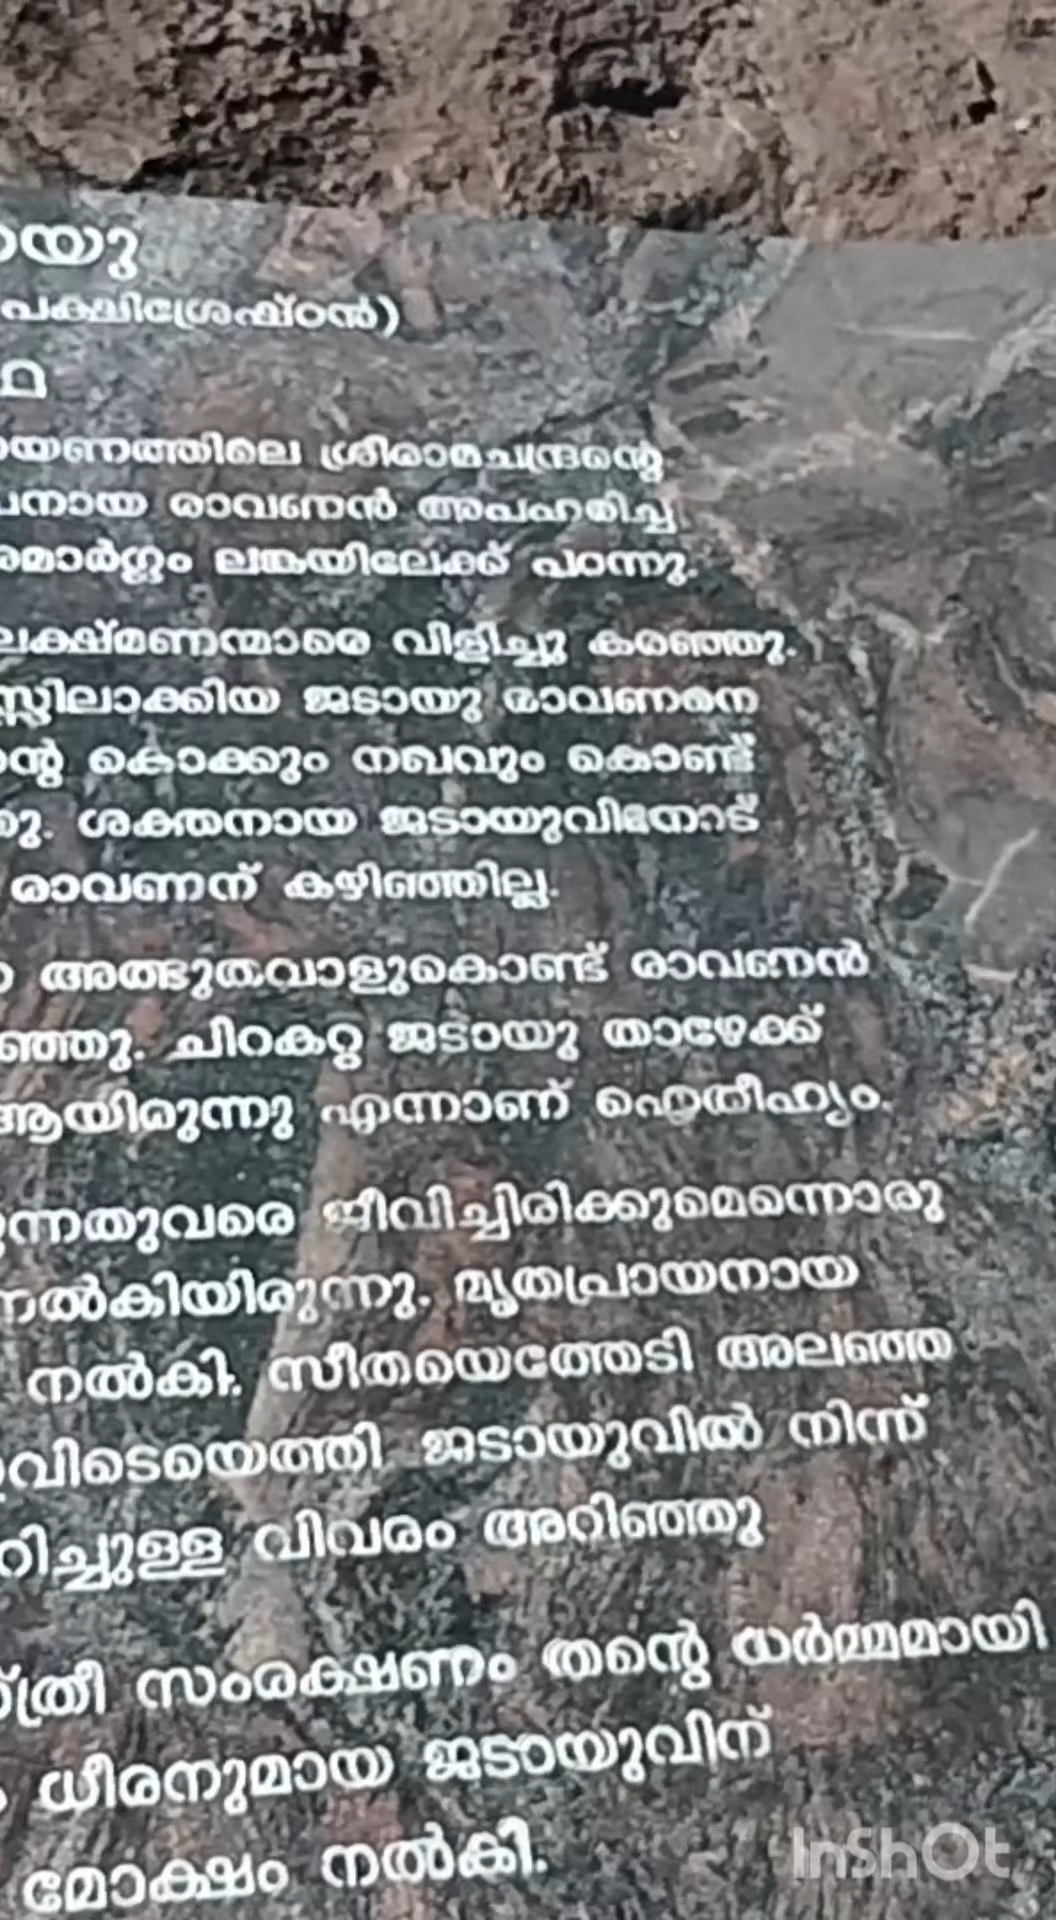 യു
പക്ഷിശ്രേഷ്ഠൻ)
ഥ
യണത്തിലെ ശ്രീരാമചന്ദ്രന്റെ
പനായ രാവണേൻ അപഹരിച്ച
മാർഗ്ഗം ലങ്കയിലേക്ക് പറന്നു.
ലക്ഷ്മണന്മാരെ വിളിച്ചു കരഞ്ഞു.
സ്സിലാക്കിയ ജടായു രാവണനെ
ന്റെ കൊക്കും നഖവും കൊണ്ട്
ു. ശക്തനായ ജടായുവിനോട്
രാവണന് കഴിഞ്ഞില്ല.
അത്ഭുതവാളുകൊണ്ട് രാവണൻ
ഞ്ഞു. ചിറകറ്റ ജടായു താഴേക്ക്
ആയിരുന്നു എന്നാണ് ഐതീഹ്യം.
ന്നതുവരെ ജീവിച്ചിരിക്കുമെന്നൊരു
നൽകിയിരുന്നു. മൃതപ്രായനായ
നൽകി. സീതയെത്തേടി അലഞ്ഞ
വിടെയെത്തി ജടായുവിൽ നിന്ന്
റിച്ചുള്ള വിവരം അറിഞ്ഞു
സ്ത്രീ സംരക്ഷണം തന്റെ ധർമ്മമായി
ധീരനുമായ ജടായുവിന്
മോക്ഷം നൽകി.
InShOt